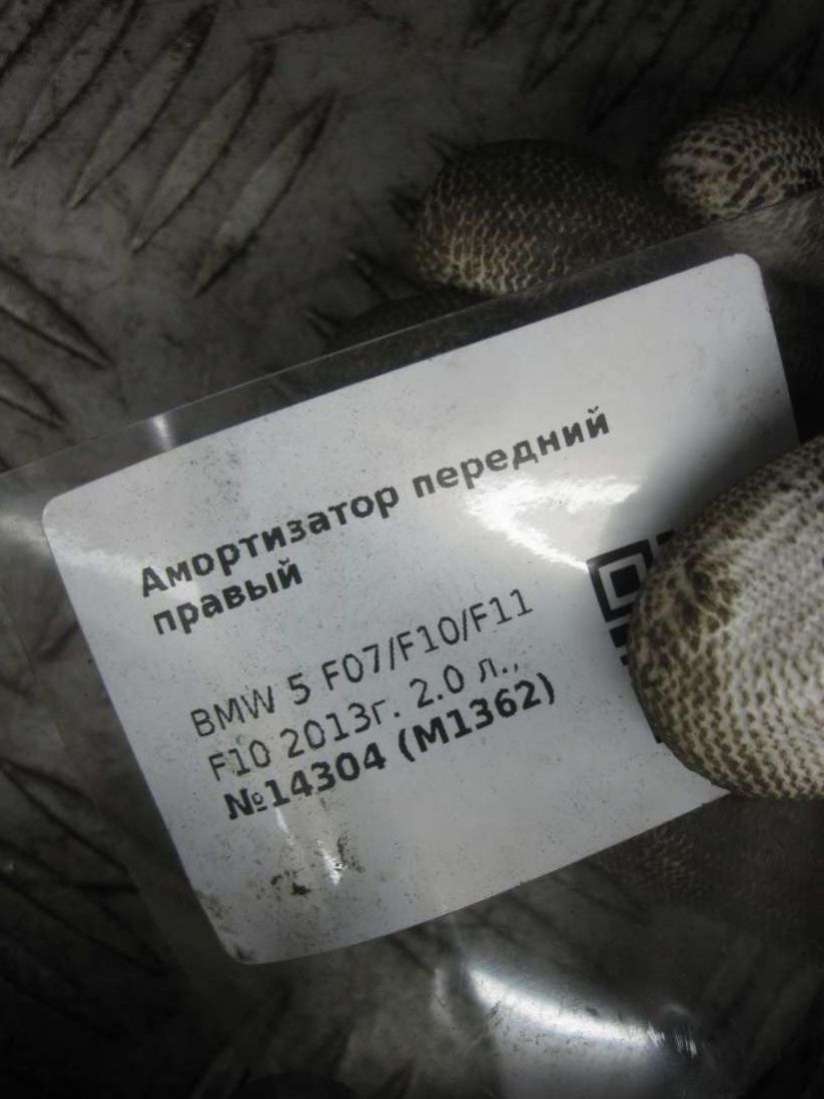 Амортизатор передний
правый
BMW 5 F07/F10/F11
F10 2013г. 2.0 л.,
№14304 (M1362)